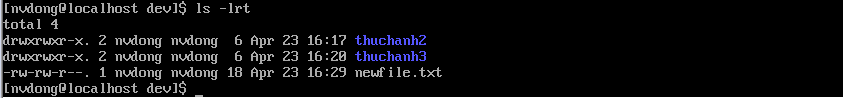 [nvdong@localhost dev]$ ls -lrt
total 4
drwxrwxr-x. 2 nvdong nvdong  6 Apr 23 16:17 thuchanh2
drwxrwxr-x. 2 nvdong nvdong  6 Apr 23 16:20 thuchanh3
-rw-rw-r--. 1 nvdong nvdong 18 Apr 23 16:29 newfile.txt
[nvdong@localhost dev]$ _